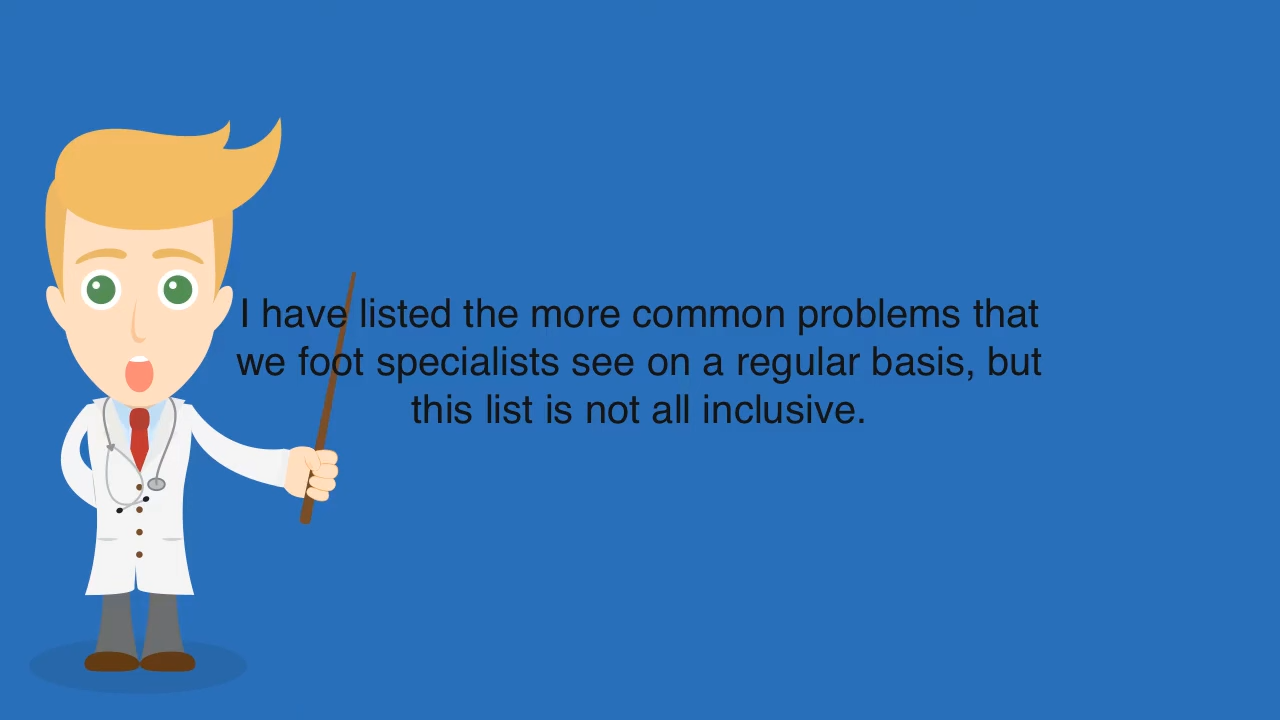 I have listed the more common problems that
we foot specialists see on a regular basis, but
this list is not all inclusive.